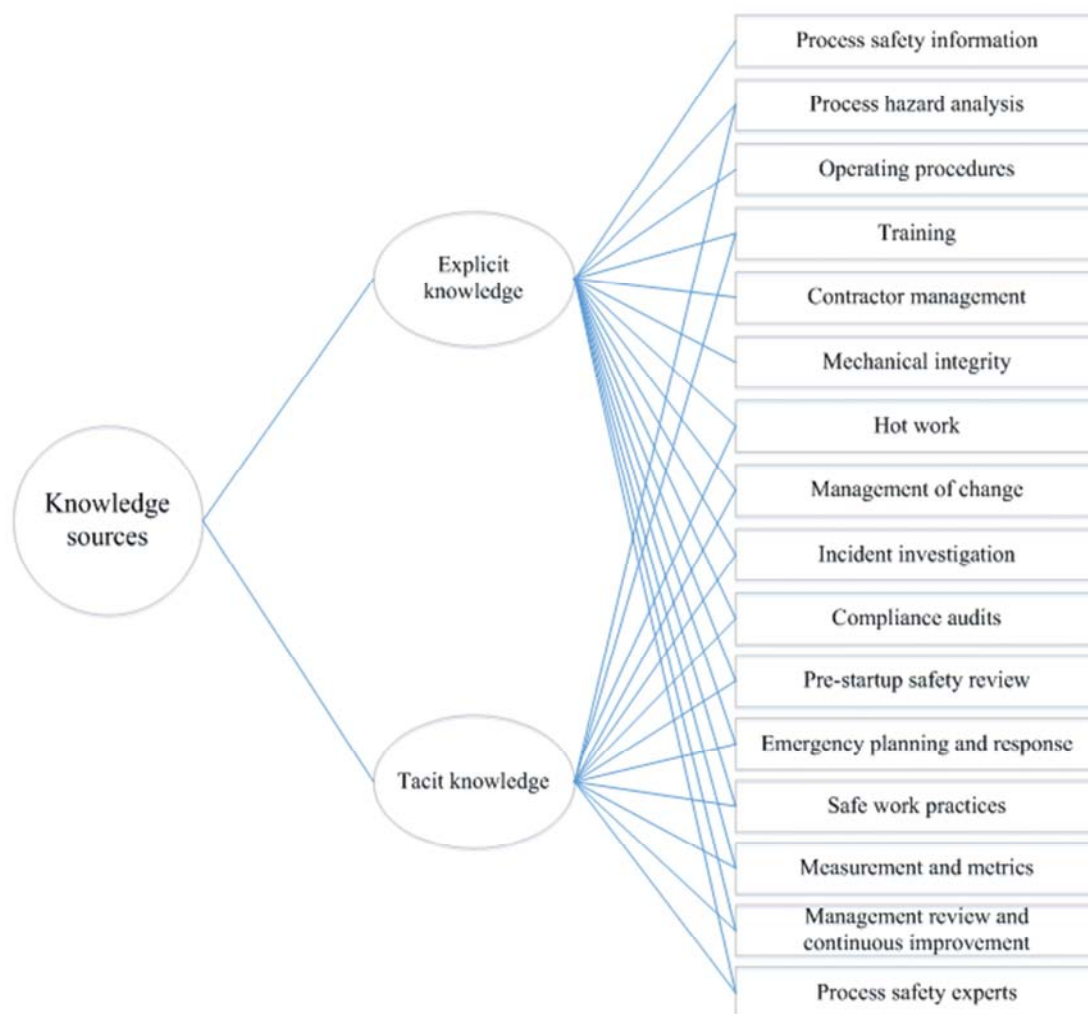 Knowledge
sources
Explicit
knowledge
Tacit knowledge
Process safety information
Process hazard analysis
Operating procedures
Training
Contractor management
Mechanical integrity
Hot work
Management of change
Incident investigation
Compliance audits
Pre-startup safety review
Emergency planning and response
Safe work practices
Measurement and metrics
Management review and
continuous improvement
Process safety experts